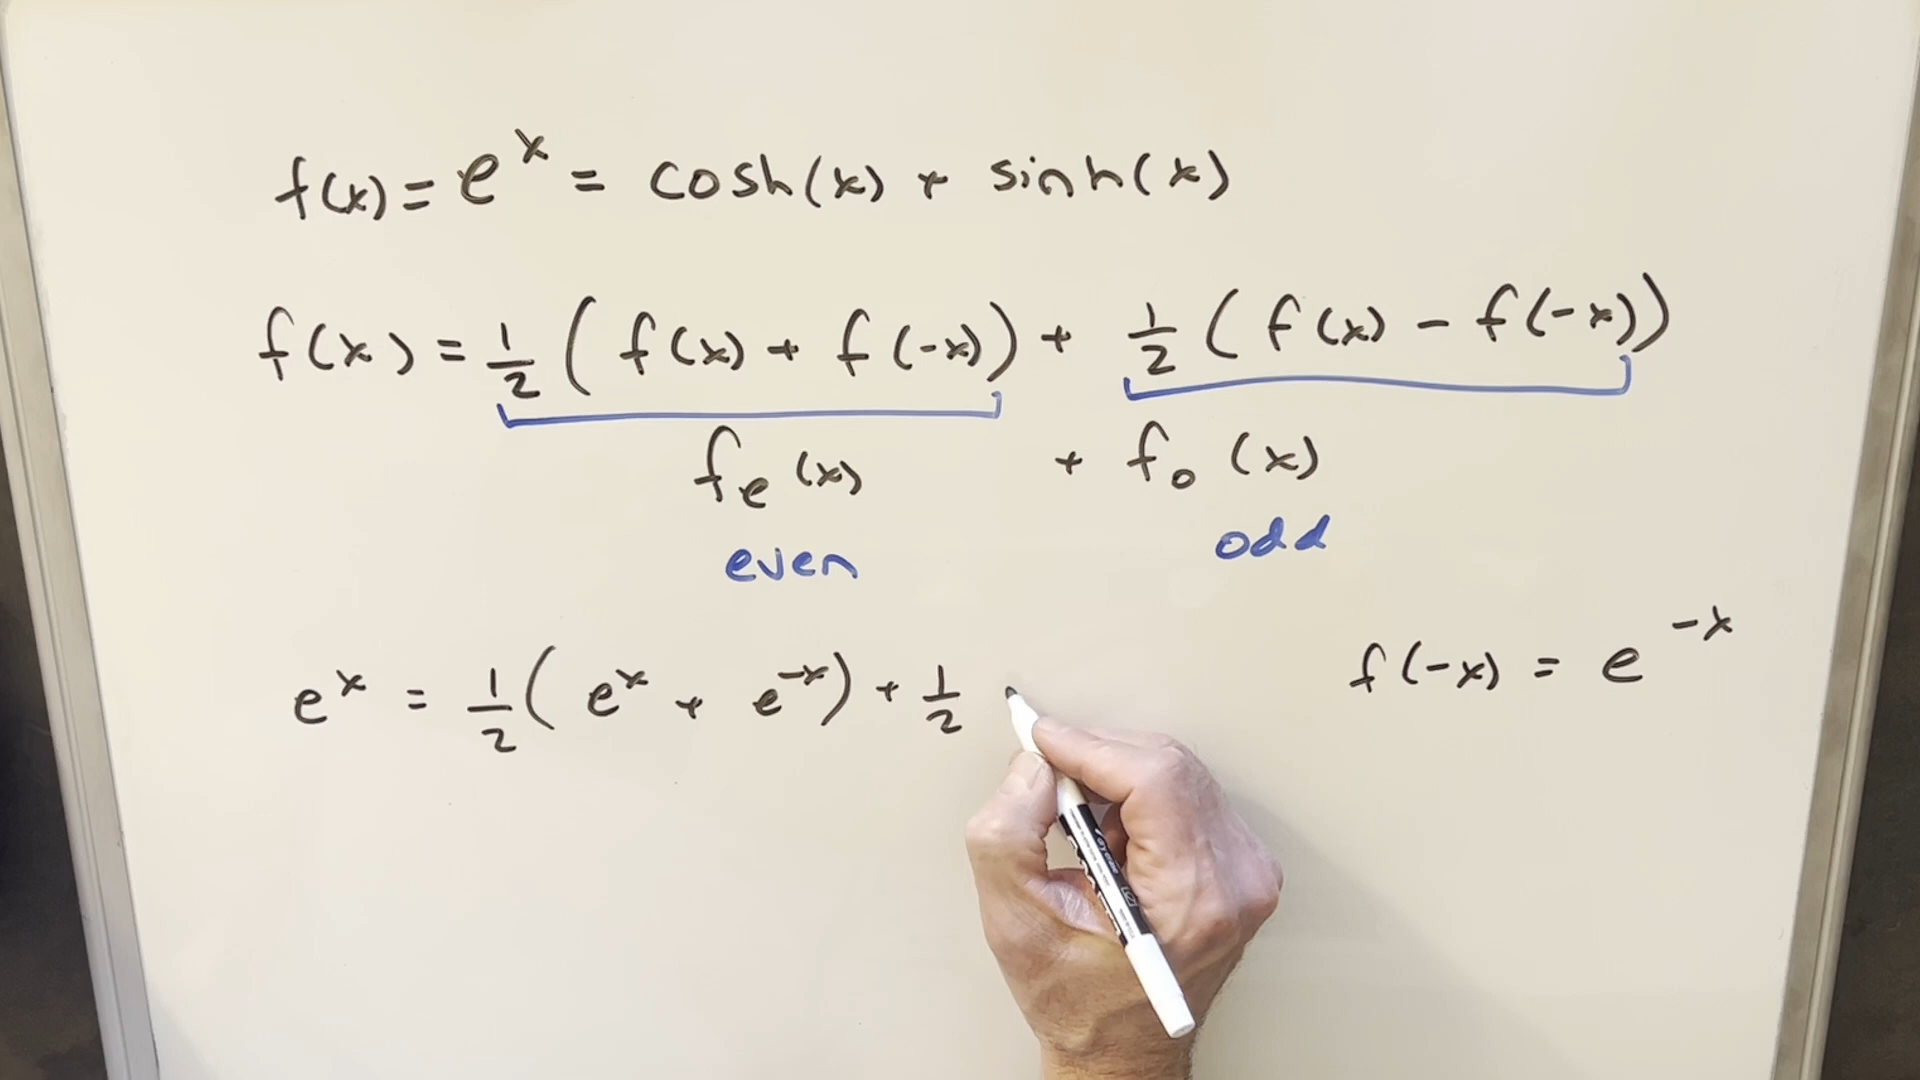 f(x) = e^x = cosh(x) + sinh(x)
f(x) = 1/2 ( f(x) + f(-x)) + 1/2 ( f(x) - f(-x))
f_e (x) + f_o (x)
even odd
e^x = 1/2 ( e^x + e^-x) + 1/2
f(-x) = e^-x